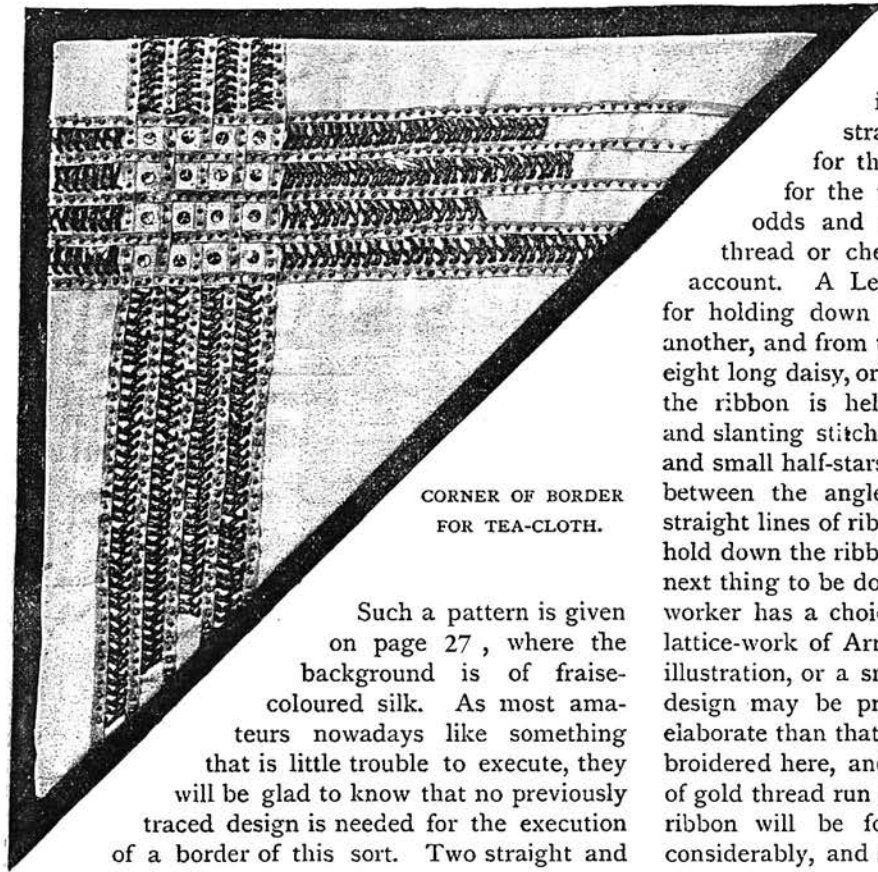 CORNER OF BORDER
FOR TEA-CLOTH.
Such a pattern is given
on page 27 , where the
background is of fraise-
coloured silk. As most ama-
teurs nowadays like something
that is little trouble to execute, they
will be glad to know that no previously
traced design is needed for the execution
of a border of this sort. Two straight and
stra
for th
for the
odds and
thread or che
account. A Le
for holding down
another, and from t
eight long daisy, or
the ribbon is hel
and slanting stitch
and small half-stars
between the angle
straight lines of rib
hold down the ribb
next thing to be do
worker has a choi
lattice-work of Arr
illustration, or a
design may be pr
elaborate than that
broidered here, and
of gold thread run
ribbon will be fo
considerably, and